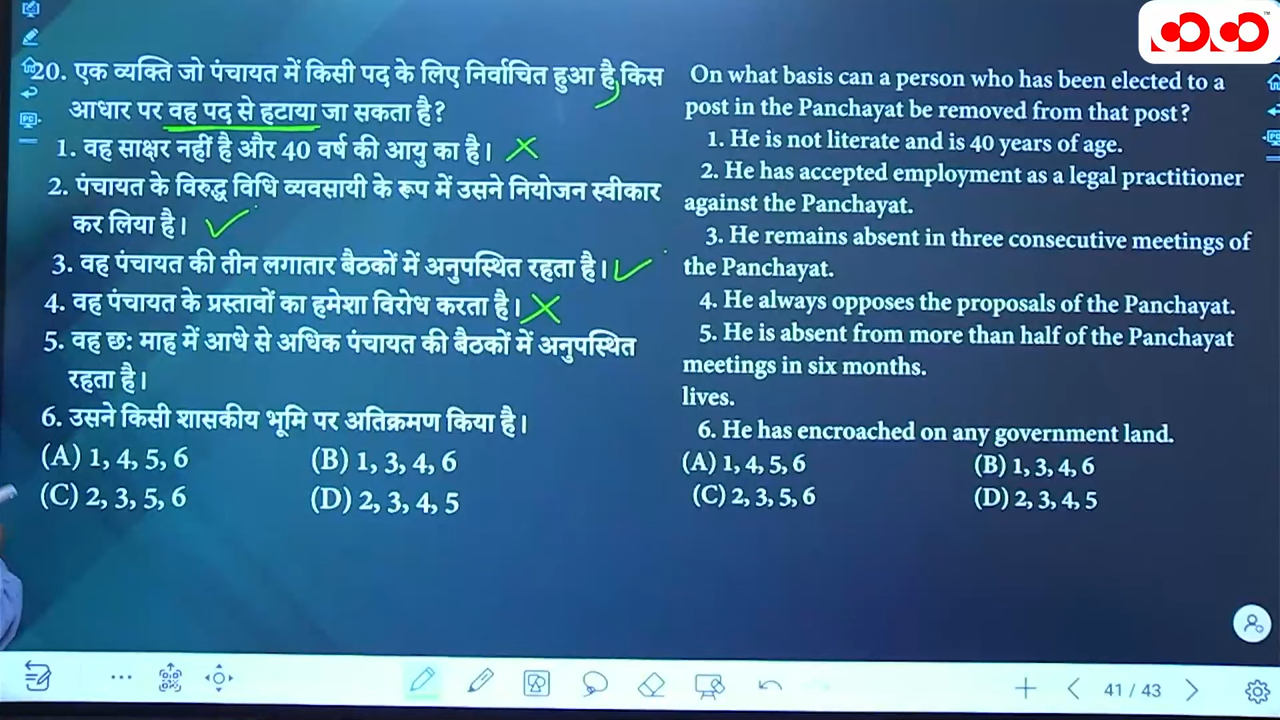 20. एक व्यक्ति जो पंचायत में किसी पद के लिए निर्वाचित हुआ है, किस
आधार पर वह पद से हटाया जा सकता है?
1. वह साक्षर नहीं है और 40 वर्ष की आयु का है।
2. पंचायत के विरुद्ध विधि व्यवसायी के रूप में उसने नियोजन स्वीकार
कर लिया है।
3. वह पंचायत की तीन लगातार बैठकों में अनुपस्थित रहता है।
4. वह पंचायत के प्रस्तावों का हमेशा विरोध करता है।
5. वह छ: माह में आधे से अधिक पंचायत की बैठकों में अनुपस्थित
रहता है।
6. उसने किसी शासकीय भूमि पर अतिक्रमण किया है।
(A) 1, 4, 5, 6 (B) 1, 3, 4, 6
(C) 2, 3, 5, 6 (D) 2, 3, 4, 5
On what basis can a person who has been elected to a
post in the Panchayat be removed from that post?
1. He is not literate and is 40 years of age.
2. He has accepted employment as a legal practitioner
against the Panchayat.
3. He remains absent in three consecutive meetings of
the Panchayat.
4. He always opposes the proposals of the Panchayat.
5. He is absent from more than half of the Panchayat
meetings in six months.
lives.
6. He has encroached on any government land.
(A) 1, 4, 5, 6 (B) 1, 3, 4, 6
(C) 2, 3, 5, 6 (D) 2, 3, 4, 5
41 / 43